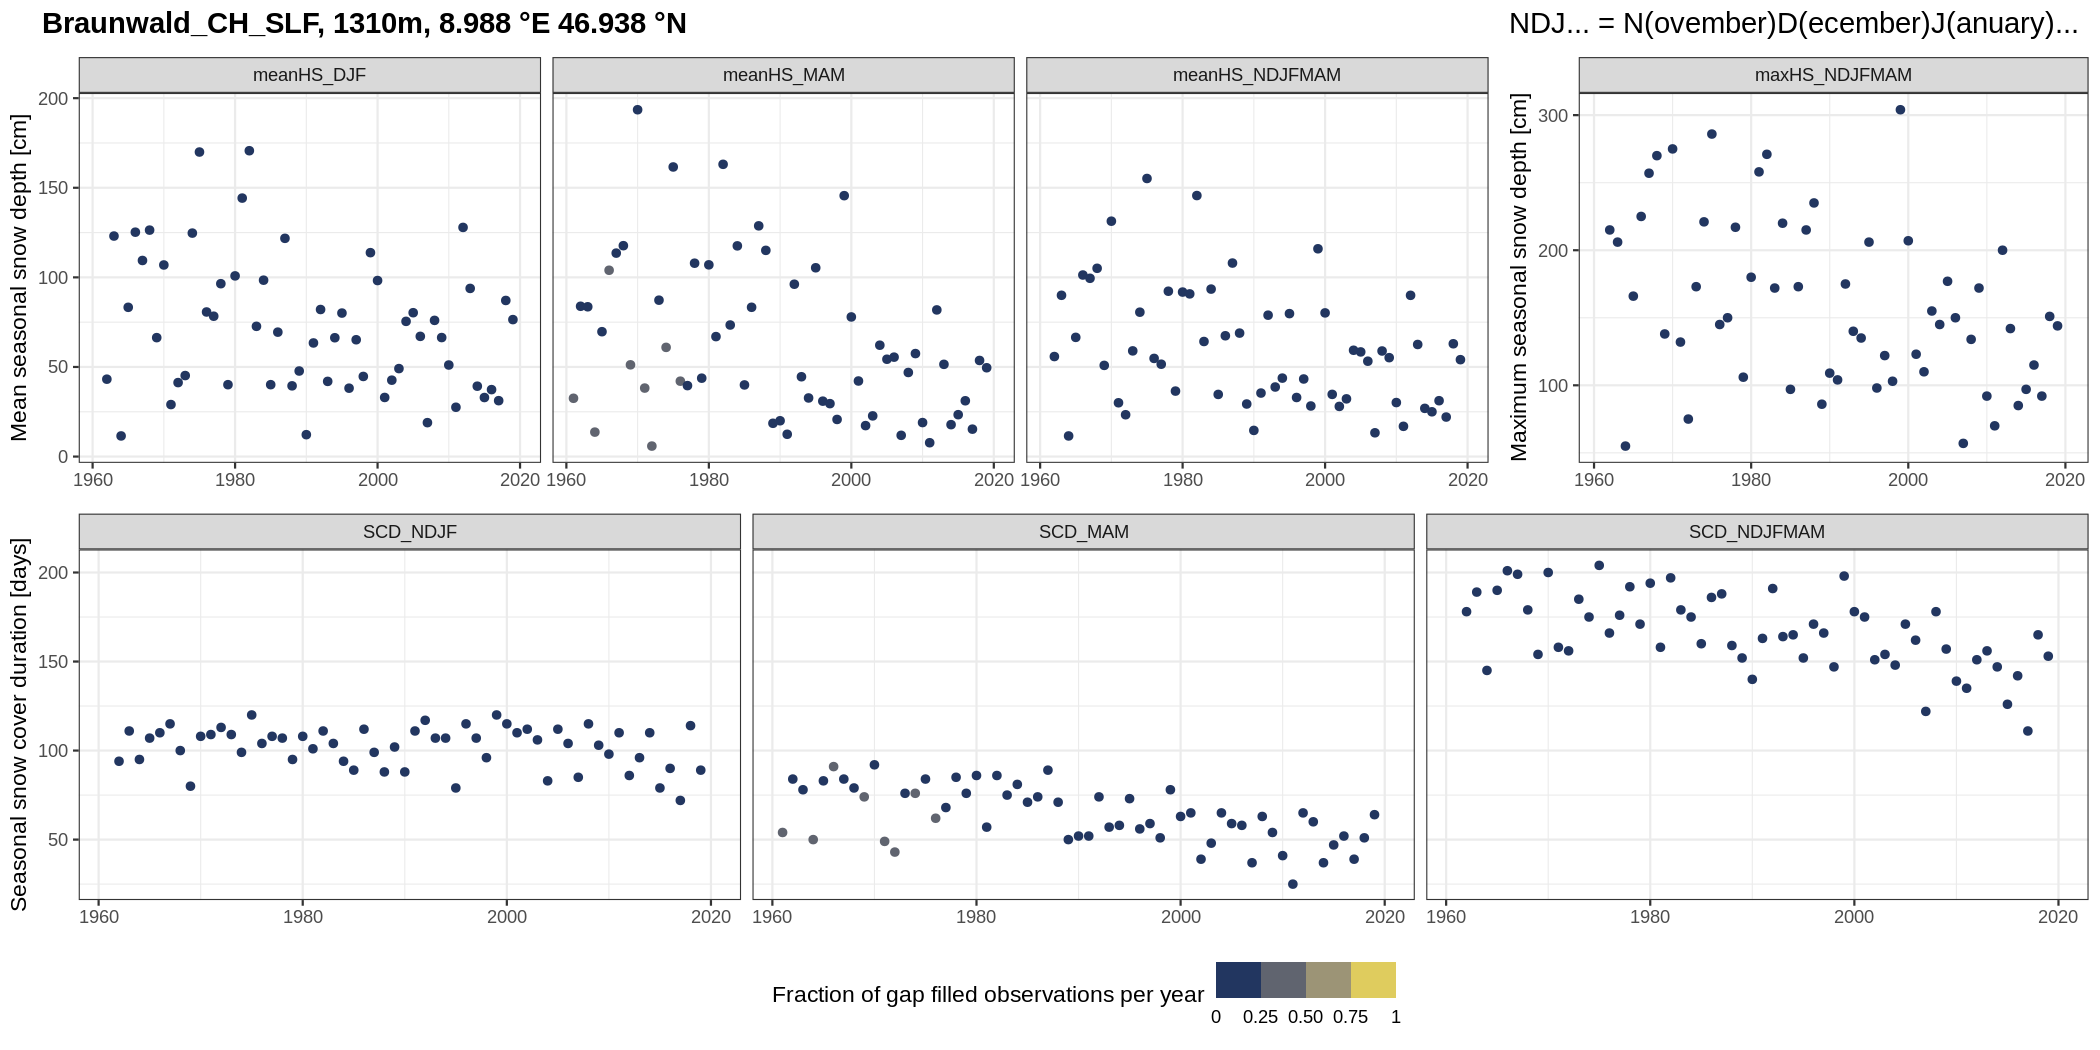 Braunwald_CH_SLF, 1310m, 8.988 °E 46.938 °N
NDJ... = N(ovember)D(ecember)J(anuary)...
meanHS_DJF
meanHS_MAM
meanHS_NDJFMAM
maxHS_NDJFMAM
Mean seasonal snow depth [cm]
200
150
100
50
0
1960 1980 2000 2020
1960 1980 2000 2020
1960 1980 2000 2020
Maximum seasonal snow depth [cm]
300
200
100
1960 1980 2000 2020
SCD_NDJF
SCD_MAM
SCD_NDJFMAM
Seasonal snow cover duration [days]
200
150
100
50
1960 1980 2000 2020
1960 1980 2000 2020
1960 1980 2000 2020
Fraction of gap filled observations per year
0 0.25 0.50 0.75 1